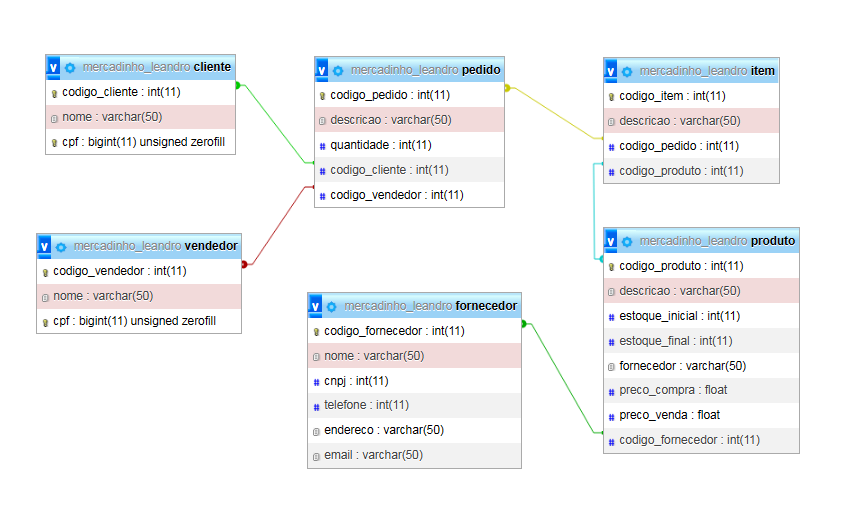 mercadinho_leandro cliente
codigo_cliente : int(11)
nome : varchar(50)
cpf : bigint(11) unsigned zerofill
mercadinho_leandro pedido
codigo_pedido : int(11)
descricao : varchar(50)
quantidade : int(11)
codigo_cliente : int(11)
codigo_vendedor : int(11)
mercadinho_leandro item
codigo_item : int(11)
descricao : varchar(50)
codigo_pedido : int(11)
codigo_produto : int(11)
mercadinho_leandro vendedor
codigo_vendedor : int(11)
nome : varchar(50)
cpf : bigint(11) unsigned zerofill
mercadinho_leandro fornecedor
codigo_fornecedor : int(11)
nome : varchar(50)
cnpj : int(11)
telefone : int(11)
endereco : varchar(50)
email : varchar(50)
mercadinho_leandro produto
codigo_produto : int(11)
descricao : varchar(50)
estoque_inicial : int(11)
estoque_final : int(11)
fornecedor : varchar(50)
preco_compra : float
preco_venda : float
codigo_fornecedor : int(11)